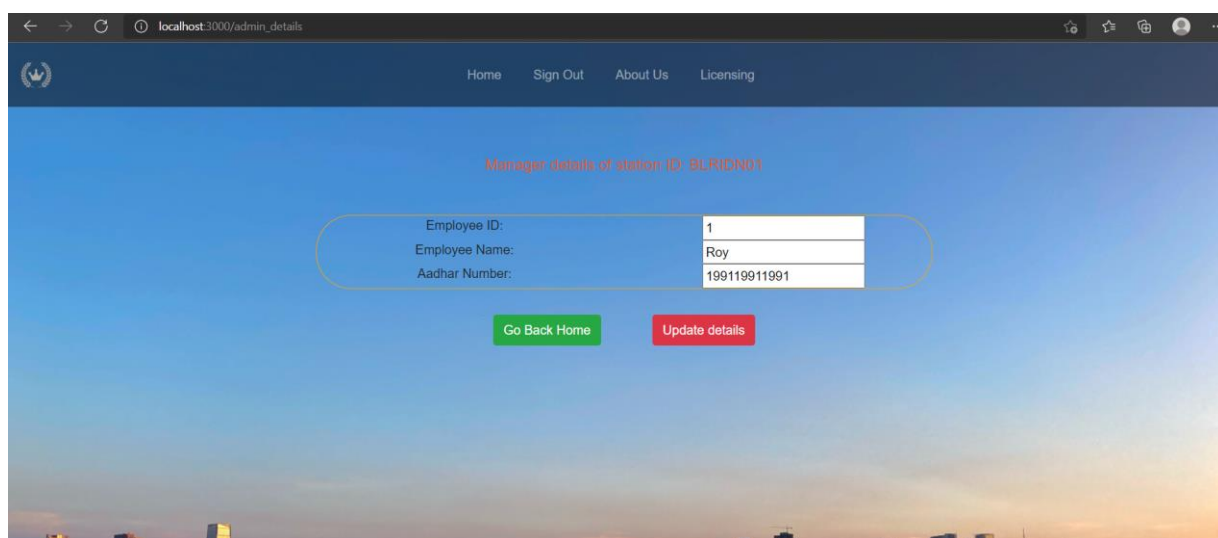 localhost:3000/admin_details
Home Sign Out About Us Licensing
Manager details of station ID: BLRIDN01
Employee ID: 1
Employee Name: Roy
Aadhar Number: 199119911991
Go Back Home Update details